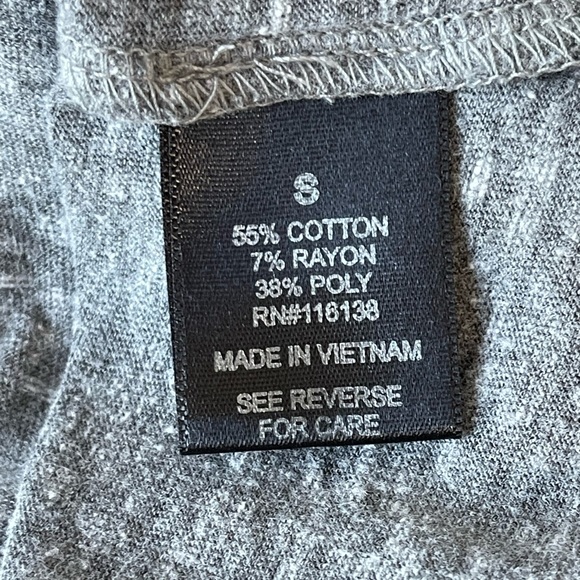 S
55% COTTON
7% RAYON
38% POLY
RN#116138
MADE IN VIETNAM
SEE REVERSE
FOR CARE